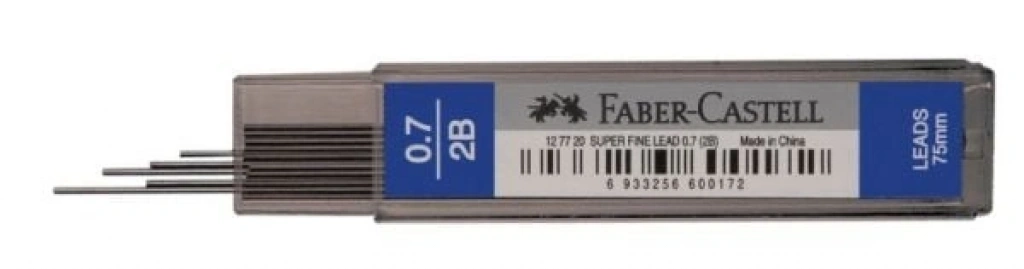 0.7
2B
FABER-CASTELL
12 77 20 SUPER FINE LEAD 0.7 (2B) Made in China
6 933256 600172
LEADS
75mm